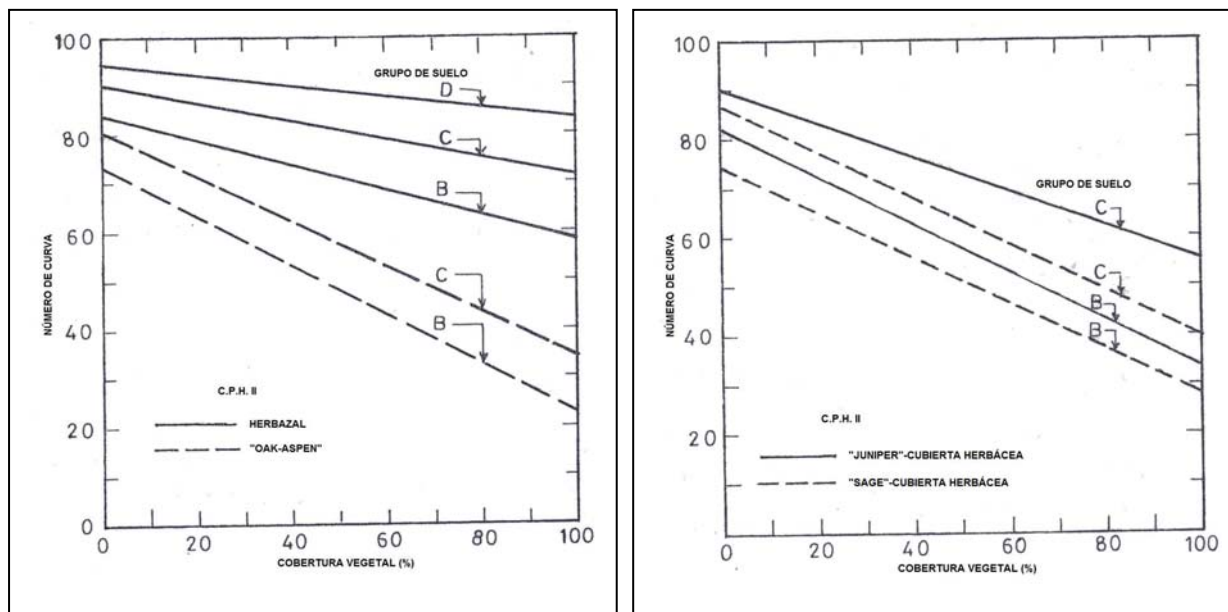 100
80
60
40
20
0
0 20 40 60 80 100
NÚMERO DE CURVA
COBERTURA VEGETAL (%)
GRUPO DE SUELO
D
C
B
C
B
C.P.H. II
HERBAZAL
"OAK-ASPEN"
100
80
60
40
20
0 20 40 60 80 100
NÚMERO DE CURVA
COBERTURA VEGETAL (%)
GRUPO DE SUELO
C
C
B
B
C.P.H. II
"JUNIPER"-CUBIERTA HERBÁCEA
"SAGE"-CUBIERTA HERBÁCEA